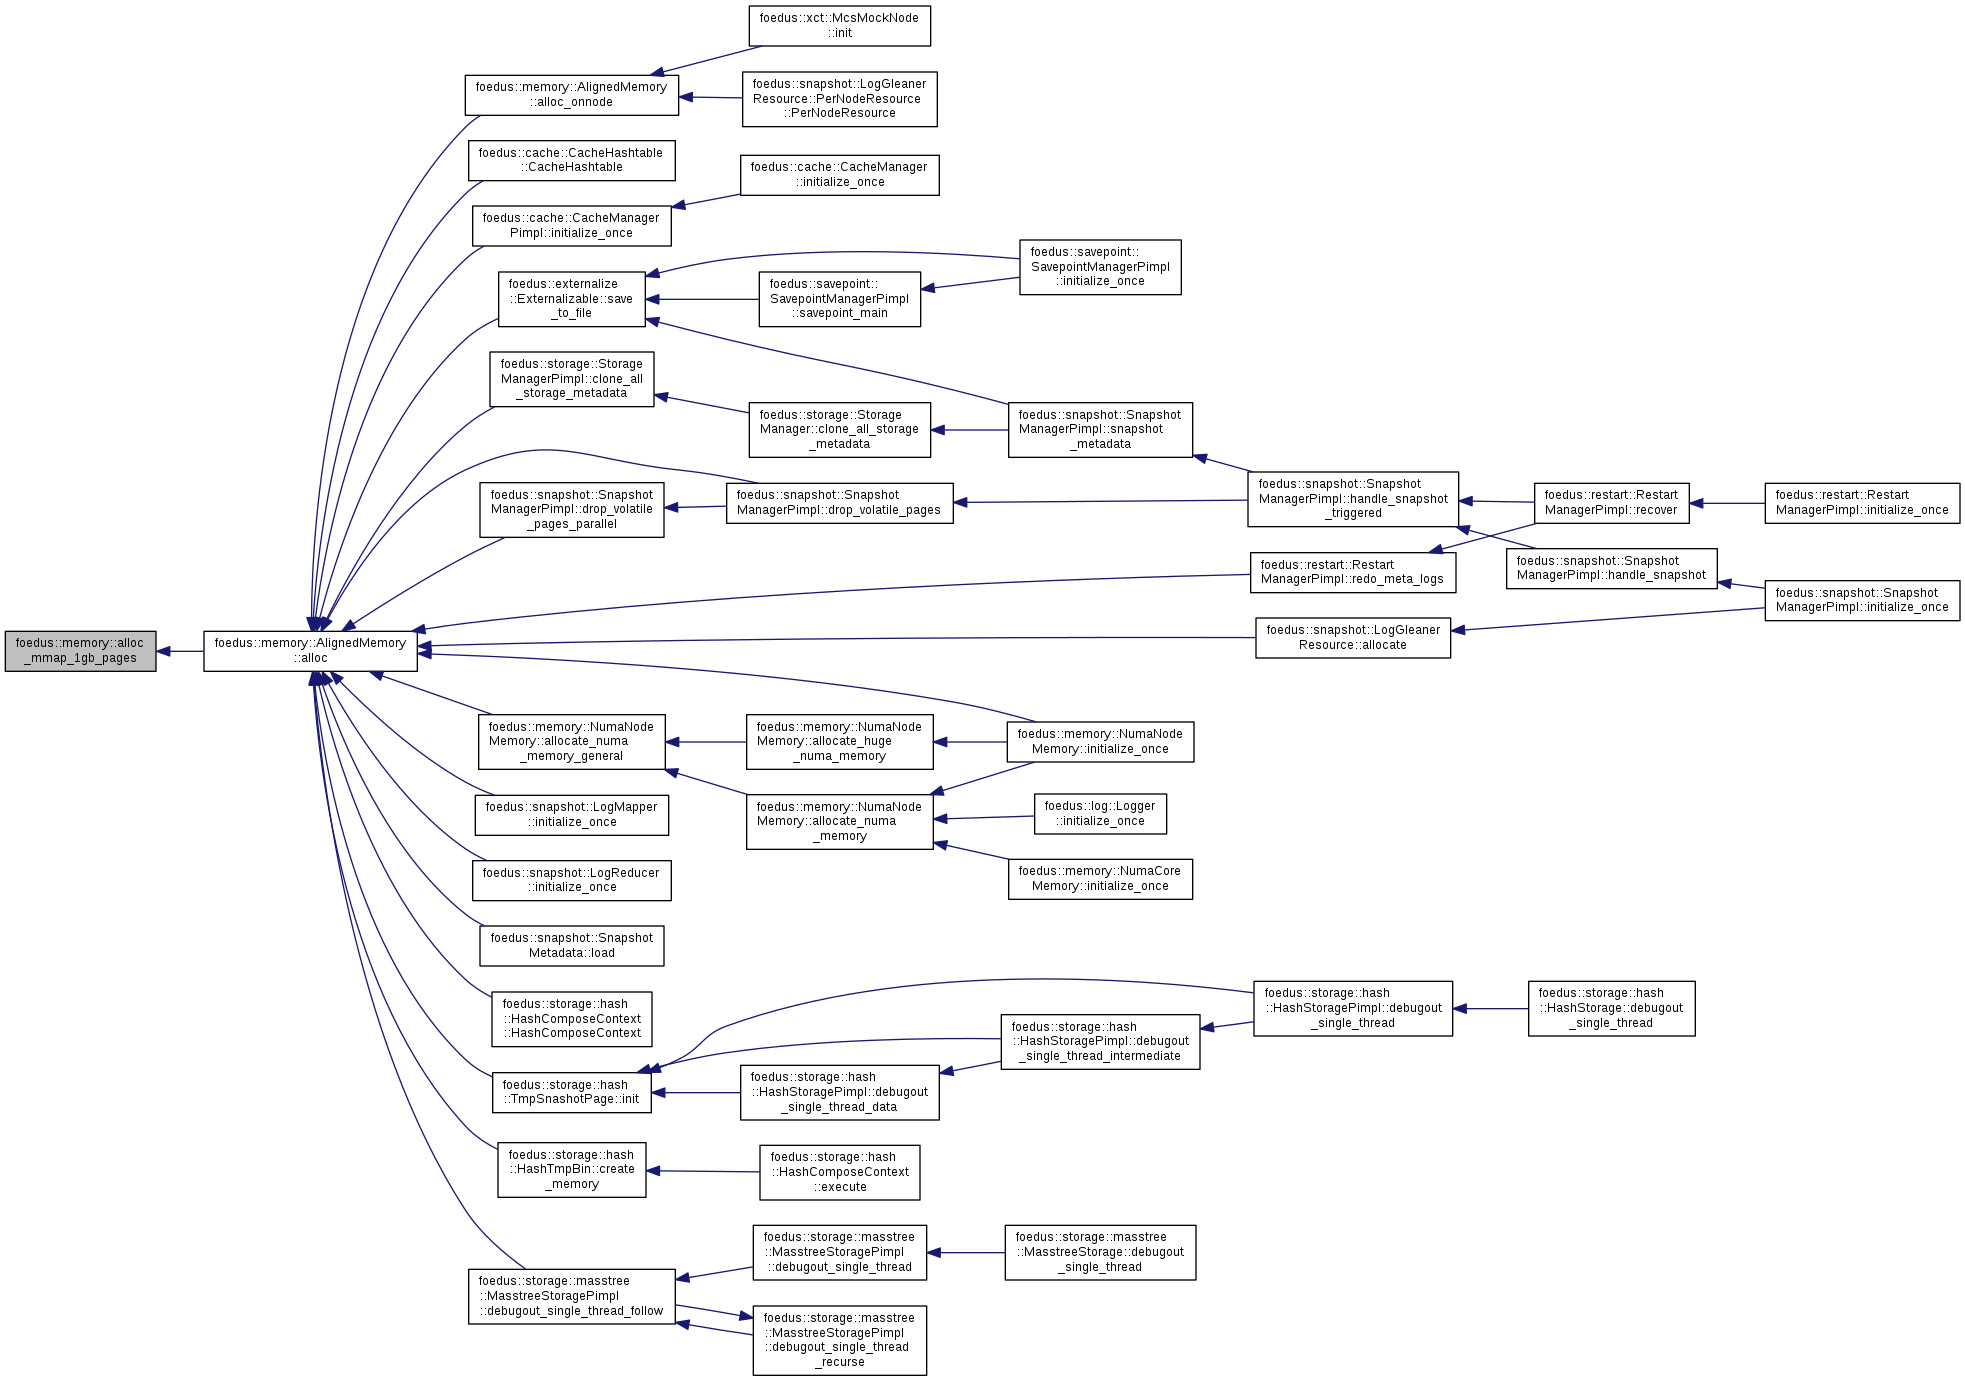 foedus::xct::McsMockNode
::init
foedus::memory::AlignedMemory
::alloc_onnode
foedus::snapshot::LogGleaner
Resource::PerNodeResource
::PerNodeResource
foedus::cache::CacheHashtable
::CacheHashtable
foedus::cache::CacheManager
::initialize_once
foedus::cache::CacheManager
Pimpl::initialize_once
foedus::savepoint::
SavepointManagerPimpl
::initialize_once
foedus::externalize
::Externalizable::save
_to_file
foedus::savepoint::
SavepointManagerPimpl
::savepoint_main
foedus::storage::Storage
ManagerPimpl::clone_all
_storage_metadata
foedus::storage::Storage
Manager::clone_all_storage
_metadata
foedus::snapshot::Snapshot
ManagerPimpl::snapshot
_metadata
foedus::snapshot::Snapshot
ManagerPimpl::drop_volatile
_pages_parallel
foedus::snapshot::Snapshot
ManagerPimpl::drop_volatile_pages
foedus::snapshot::Snapshot
ManagerPimpl::handle_snapshot
_triggered
foedus::restart::Restart
ManagerPimpl::recover
foedus::restart::Restart
ManagerPimpl::initialize_once
foedus::restart::Restart
ManagerPimpl::redo_meta_logs
foedus::snapshot::Snapshot
ManagerPimpl::handle_snapshot
foedus::snapshot::Snapshot
ManagerPimpl::initialize_once
foedus::memory::alloc
_mmap_1gb_pages
foedus::memory::AlignedMemory
::alloc
foedus::snapshot::LogGleaner
Resource::allocate
foedus::memory::NumaNode
Memory::allocate_numa
_memory_general
foedus::memory::NumaNode
Memory::allocate_huge
_numa_memory
foedus::memory::NumaNode
Memory::initialize_once
foedus::snapshot::LogMapper
::initialize_once
foedus::memory::NumaNode
Memory::allocate_numa
_memory
foedus::log::Logger
::initialize_once
foedus::snapshot::LogReducer
::initialize_once
foedus::memory::NumaCore
Memory::initialize_once
foedus::snapshot::Snapshot
Metadata::load
foedus::storage::hash
::HashComposeContext
::HashComposeContext
foedus::storage::hash
::HashStoragePimpl::debugout
_single_thread
foedus::storage::hash
::HashStorage::debugout
_single_thread
foedus::storage::hash
::HashStoragePimpl::debugout
_single_thread_intermediate
foedus::storage::hash
::TmpSnashotPage::init
foedus::storage::hash
::HashStoragePimpl::debugout
_single_thread_data
foedus::storage::hash
::HashTmpBin::create
_memory
foedus::storage::hash
::HashComposeContext
::execute
foedus::storage::masstree
::MasstreeStoragePimpl
::debugout_single_thread
foedus::storage::masstree
::MasstreeStorage::debugout
_single_thread
foedus::storage::masstree
::MasstreeStoragePimpl
::debugout_single_thread_follow
foedus::storage::masstree
::MasstreeStoragePimpl
::debugout_single_thread
_recurse